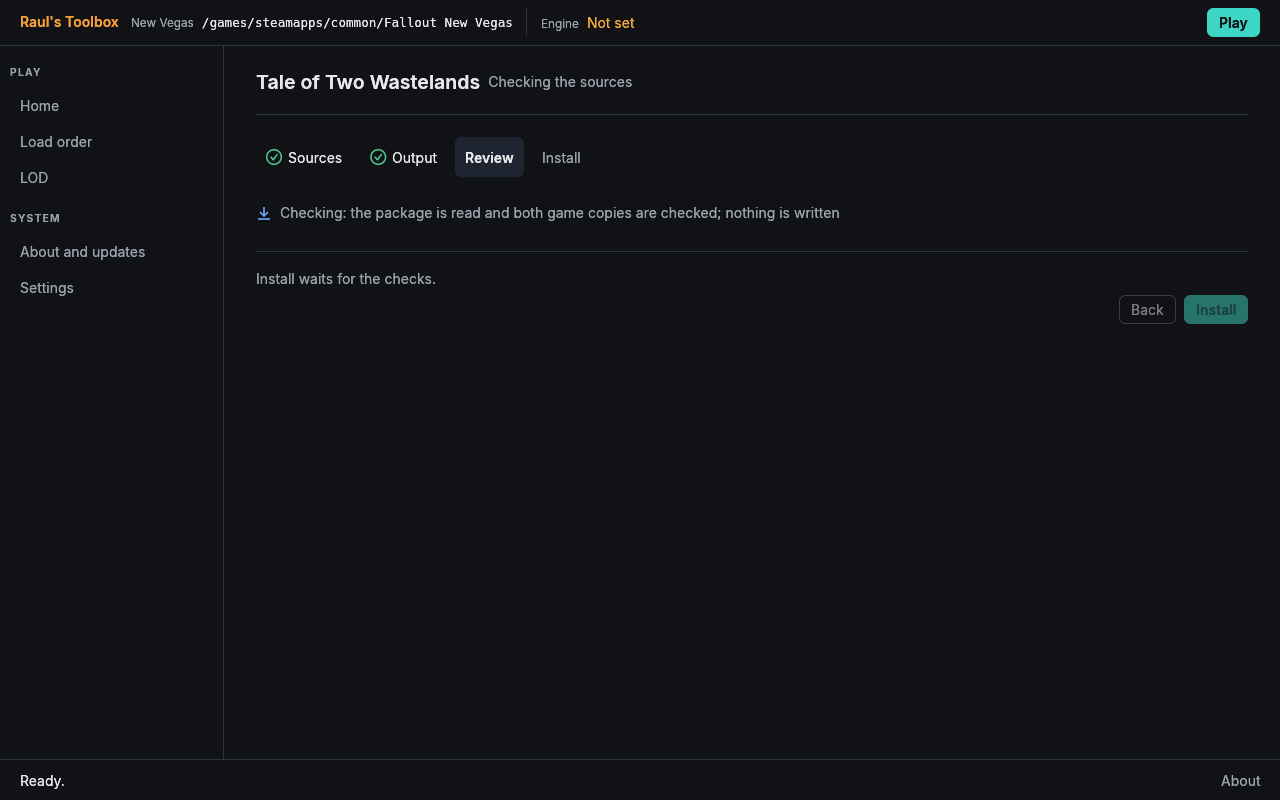 Raul's Toolbox New Vegas /games/steamapps/common/Fallout New Vegas Engine Not set Play
PLAY
Home
Load order
LOD
SYSTEM
About and updates
Settings
Tale of Two Wastelands Checking the sources
Sources Output Review Install
Checking: the package is read and both game copies are checked; nothing is written
Install waits for the checks.
Back Install
Ready. About